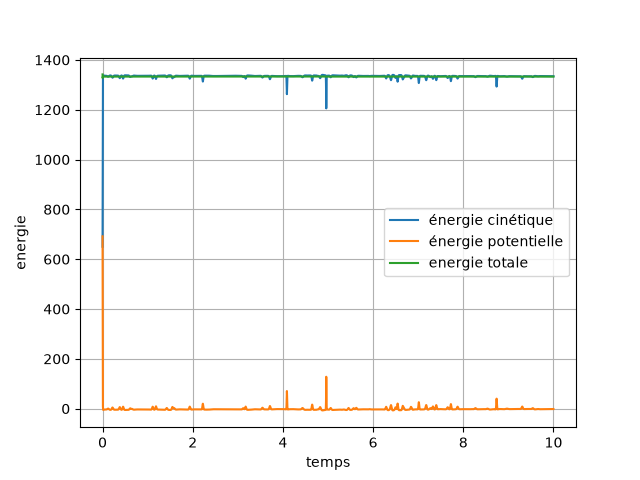 1400
1200
1000
800
600
400
200
0
energie
énergie cinétique
énergie potentielle
energie totale
0 2 4 6 8 10
temps